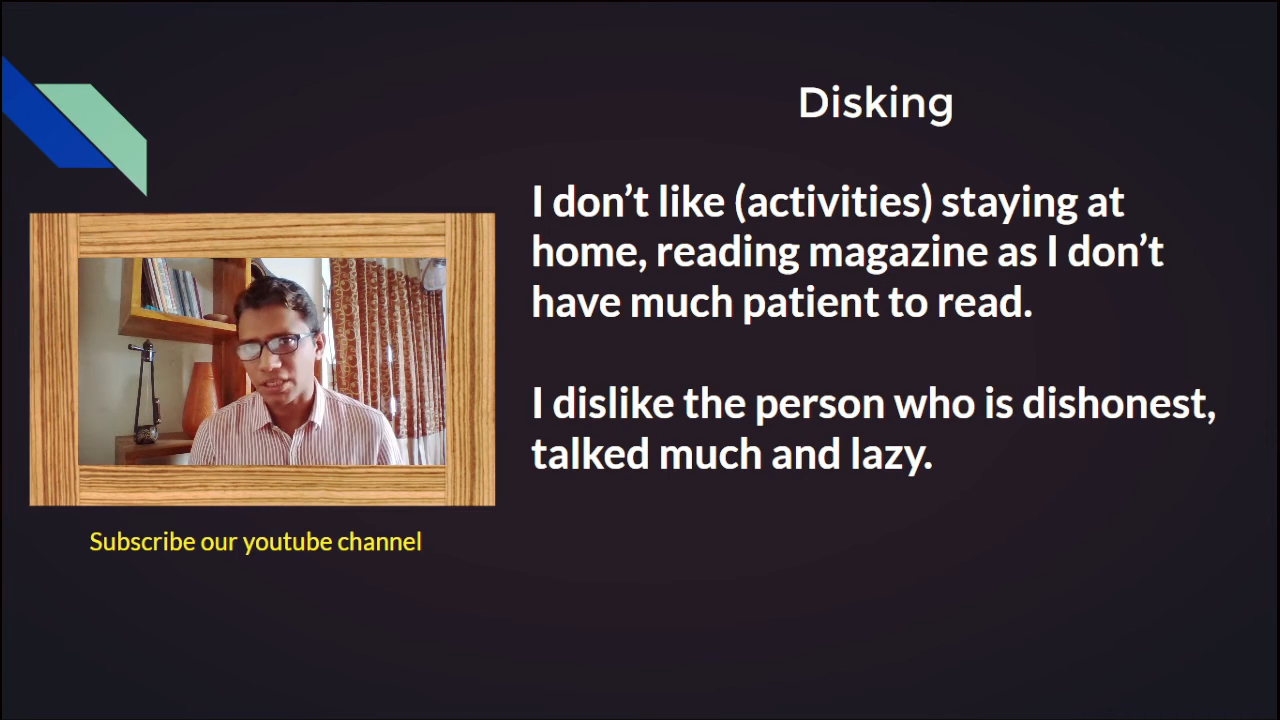 Disking
I don’t like (activities) staying at
home, reading magazine as I don’t
have much patient to read.
I dislike the person who is dishonest,
talked much and lazy.
Subscribe our youtube channel